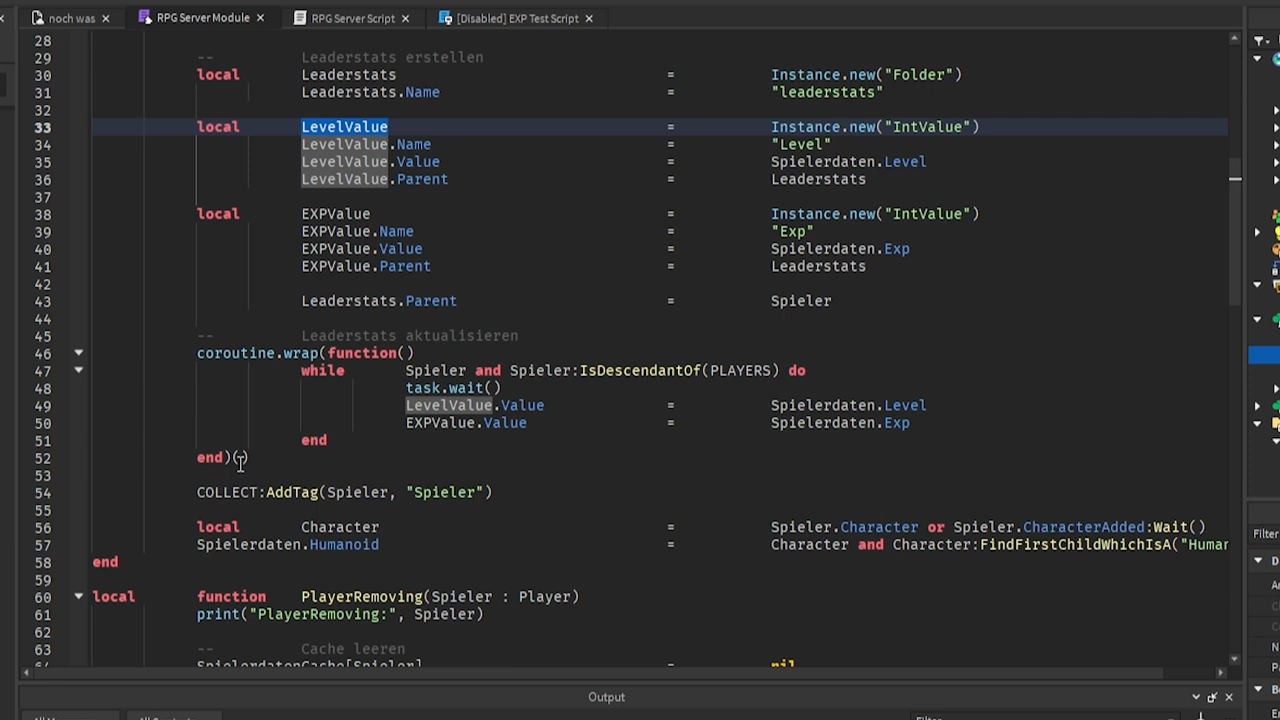 noch was RPG Server Module RPG Server Script [Disabled] EXP Test Script
28
29 -- Leaderstats erstellen
30 local Leaderstats = Instance.new("Folder")
31 Leaderstats.Name = "leaderstats"
32
33 local LevelValue = Instance.new("IntValue")
34 LevelValue.Name = "Level"
35 LevelValue.Value = Spielerdaten.Level
36 LevelValue.Parent = Leaderstats
37
38 local EXPValue = Instance.new("IntValue")
39 EXPValue.Name = "Exp"
40 EXPValue.Value = Spielerdaten.Exp
41 EXPValue.Parent = Leaderstats
42
43 Leaderstats.Parent = Spieler
44
45 -- Leaderstats aktualisieren
46 coroutine.wrap(function()
47 while Spieler and Spieler:IsDescendantOf(PLAYERS) do
48 task.wait()
49 LevelValue.Value = Spielerdaten.Level
50 EXPValue.Value = Spielerdaten.Exp
51 end
52 end)()
53
54 COLLECT:AddTag(Spieler, "Spieler")
55
56 local Character = Spieler.Character or Spieler.CharacterAdded:Wait()
57 Spielerdaten.Humanoid = Character and Character:FindFirstChildWhichIsA("Humar
58 end
59
60 local function PlayerRemoving(Spieler : Player)
61 print("PlayerRemoving:", Spieler)
62
63 -- Cache leeren
64 SpielerdatenCache[Spieler] = nil
Output
Filter